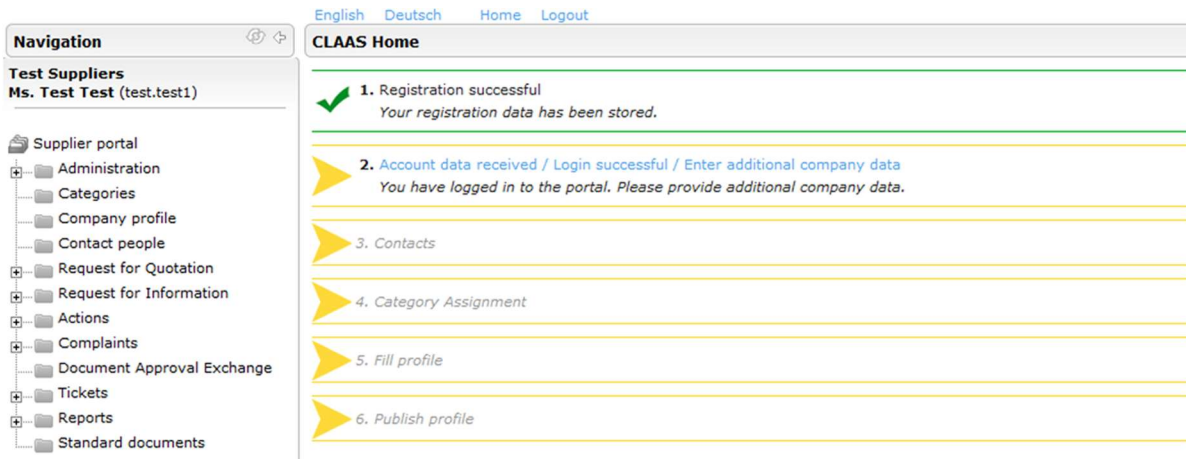 English Deutsch Home Logout
Navigation
Test Suppliers
Ms. Test Test (test.test1)
Supplier portal
Administration
Categories
Company profile
Contact people
Request for Quotation
Request for Information
Actions
Complaints
Document Approval Exchange
Tickets
Reports
Standard documents
CLAAS Home
1. Registration successful
Your registration data has been stored.
2. Account data received / Login successful / Enter additional company data
You have logged in to the portal. Please provide additional company data.
3. Contacts
4. Category Assignment
5. Fill profile
6. Publish profile